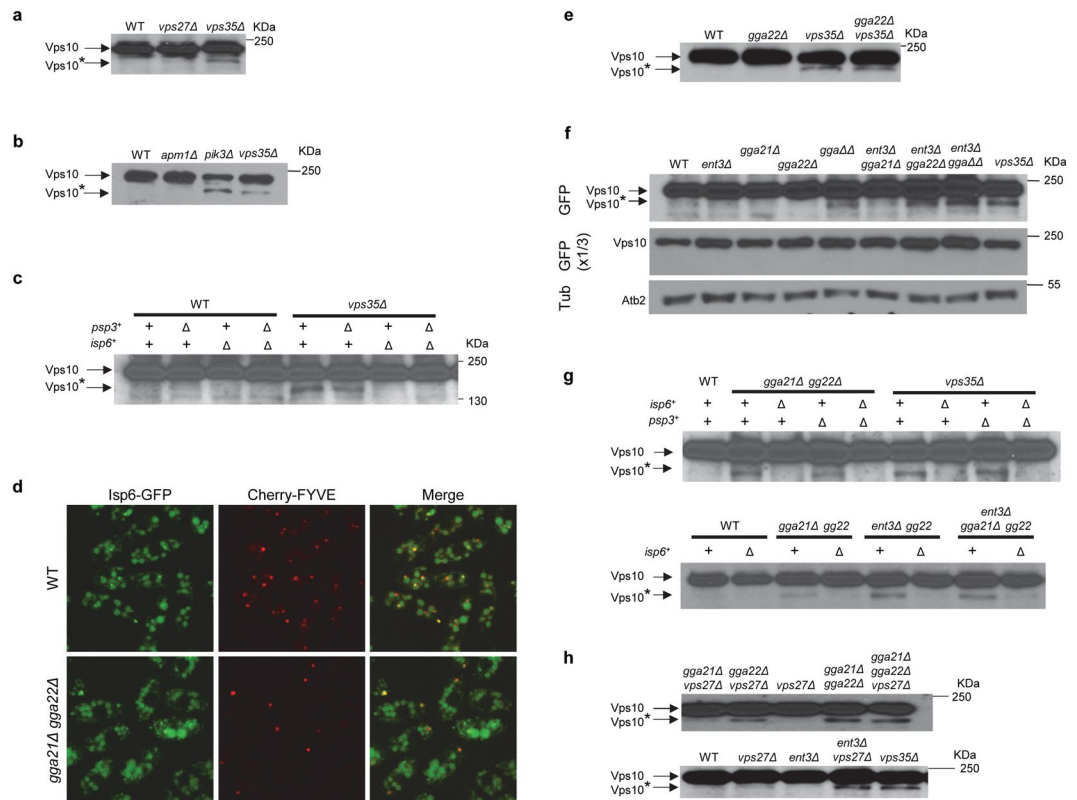 a
WT vps27Δ vps35Δ KDa
250
Vps10
Vps10*
b
WT apm1Δ pik3Δ vps35Δ KDa
250
Vps10
Vps10*
c
WT vps35Δ
psp3+ + Δ + Δ + Δ + Δ
isp6+ + + Δ Δ + + Δ Δ KDa
250
Vps10
Vps10*
130
d
Isp6-GFP Cherry-FYVE Merge
WT
gga21Δ gga22Δ
e
gga22Δ
WT gga22Δ vps35Δ vps35Δ KDa
250
Vps10
Vps10*
f
gga21Δ ggaΔΔ ent3Δ ent3Δ ent3Δ
WT ent3Δ gga22Δ gga21Δ gga22Δ ggaΔΔ vps35Δ KDa
250
GFP
Vps10
Vps10*
GFP
(x1/3)
Vps10
250
Tub
Atb2
55
g
WT gga21Δ gg22Δ vps35Δ
isp6+ + + Δ + Δ + Δ + Δ
psp3+ + + + Δ Δ + + Δ Δ
Vps10
Vps10*
ent3Δ
WT gga21Δ gg22 ent3Δ gg22 gga21Δ gg22
isp6+ + Δ + Δ + Δ + Δ
Vps10
Vps10*
h
gga21Δ
gga21Δ gga22Δ gga21Δ gga22Δ
vps27Δ vps27Δ vps27Δ gga22Δ vps27Δ KDa
250
Vps10
Vps10*
ent3Δ
WT vps27Δ ent3Δ vps27Δ vps35Δ KDa
250
Vps10
Vps10*